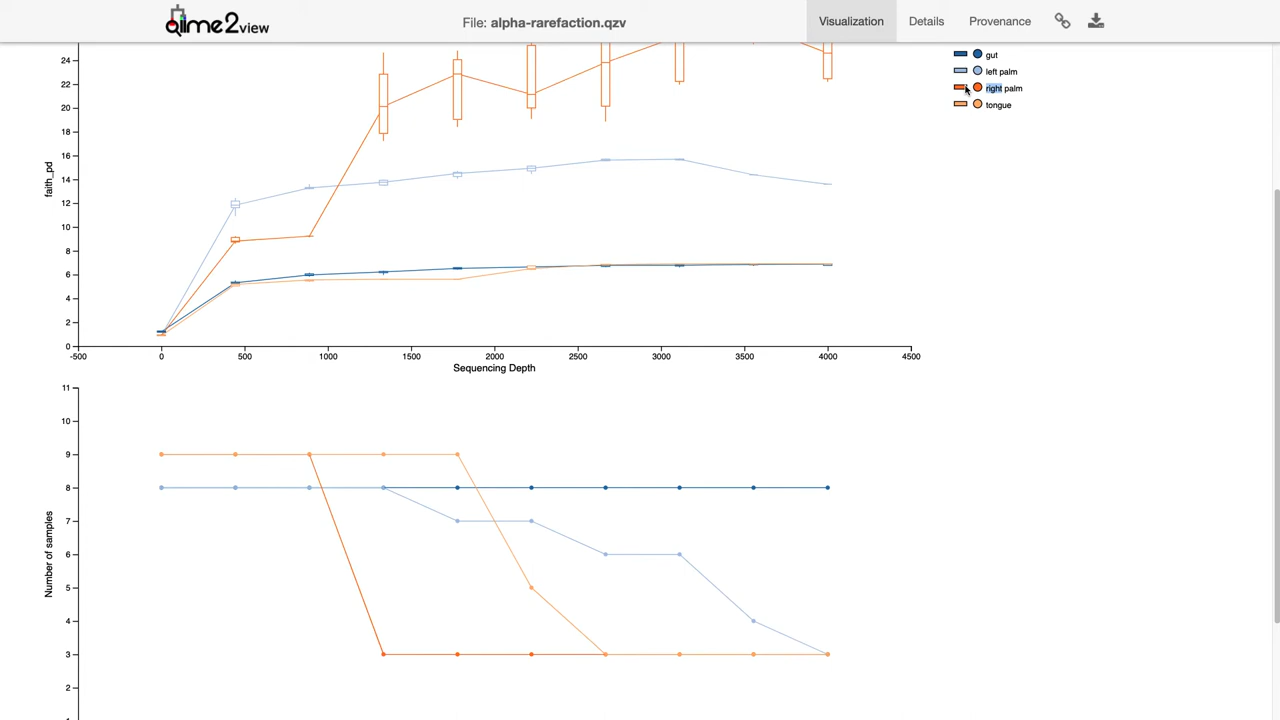 qiime2view
File: alpha-rarefaction.qzv
Visualization
Details
Provenance
gut
left palm
right palm
tongue
24
22
20
18
16
14
12
10
8
6
4
2
0
faith_pd
-500 0 500 1000 1500 2000 2500 3000 3500 4000 4500
Sequencing Depth
11
10
9
8
7
6
5
4
3
2
Number of samples